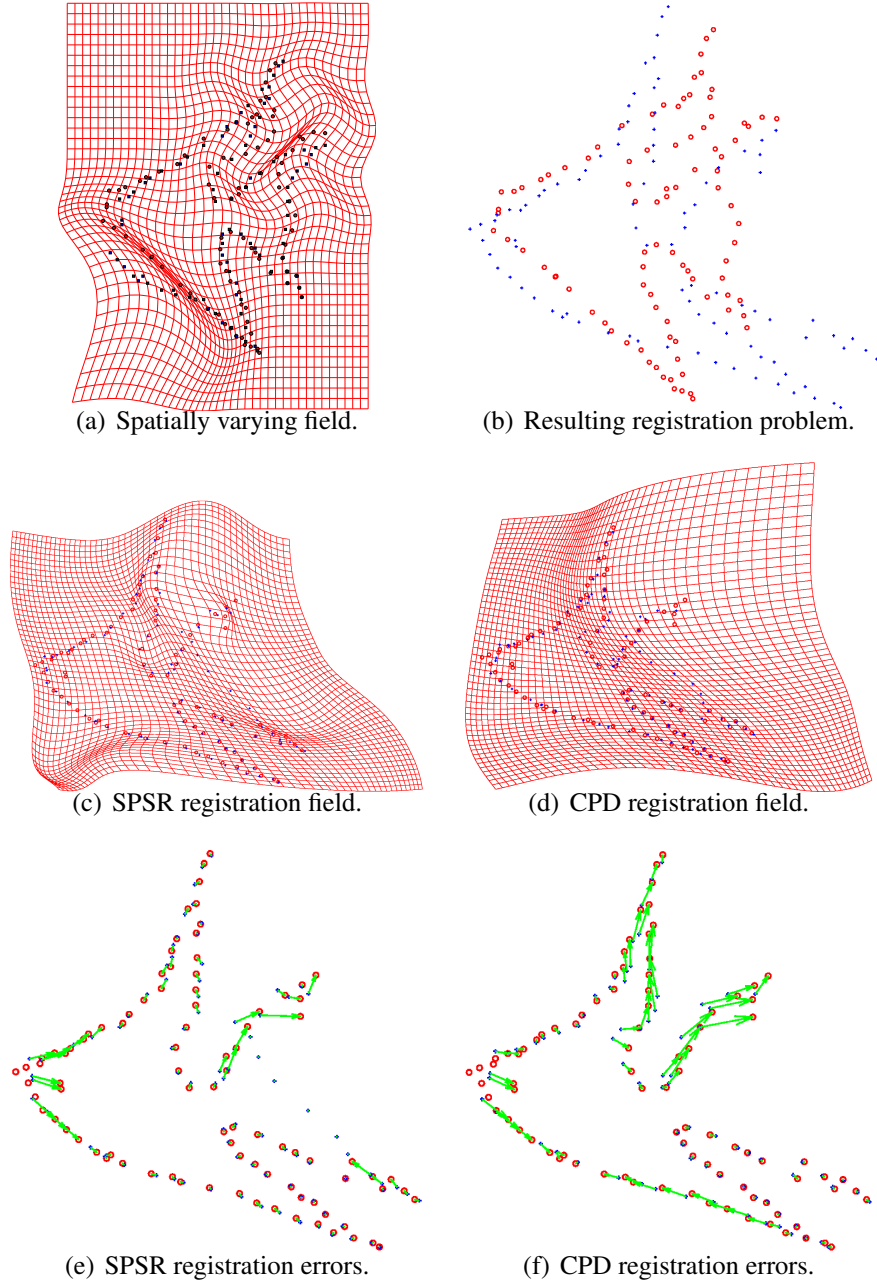 (a) Spatially varying field.
(b) Resulting registration problem.
(c) SPSR registration field.
(d) CPD registration field.
(e) SPSR registration errors.
(f) CPD registration errors.